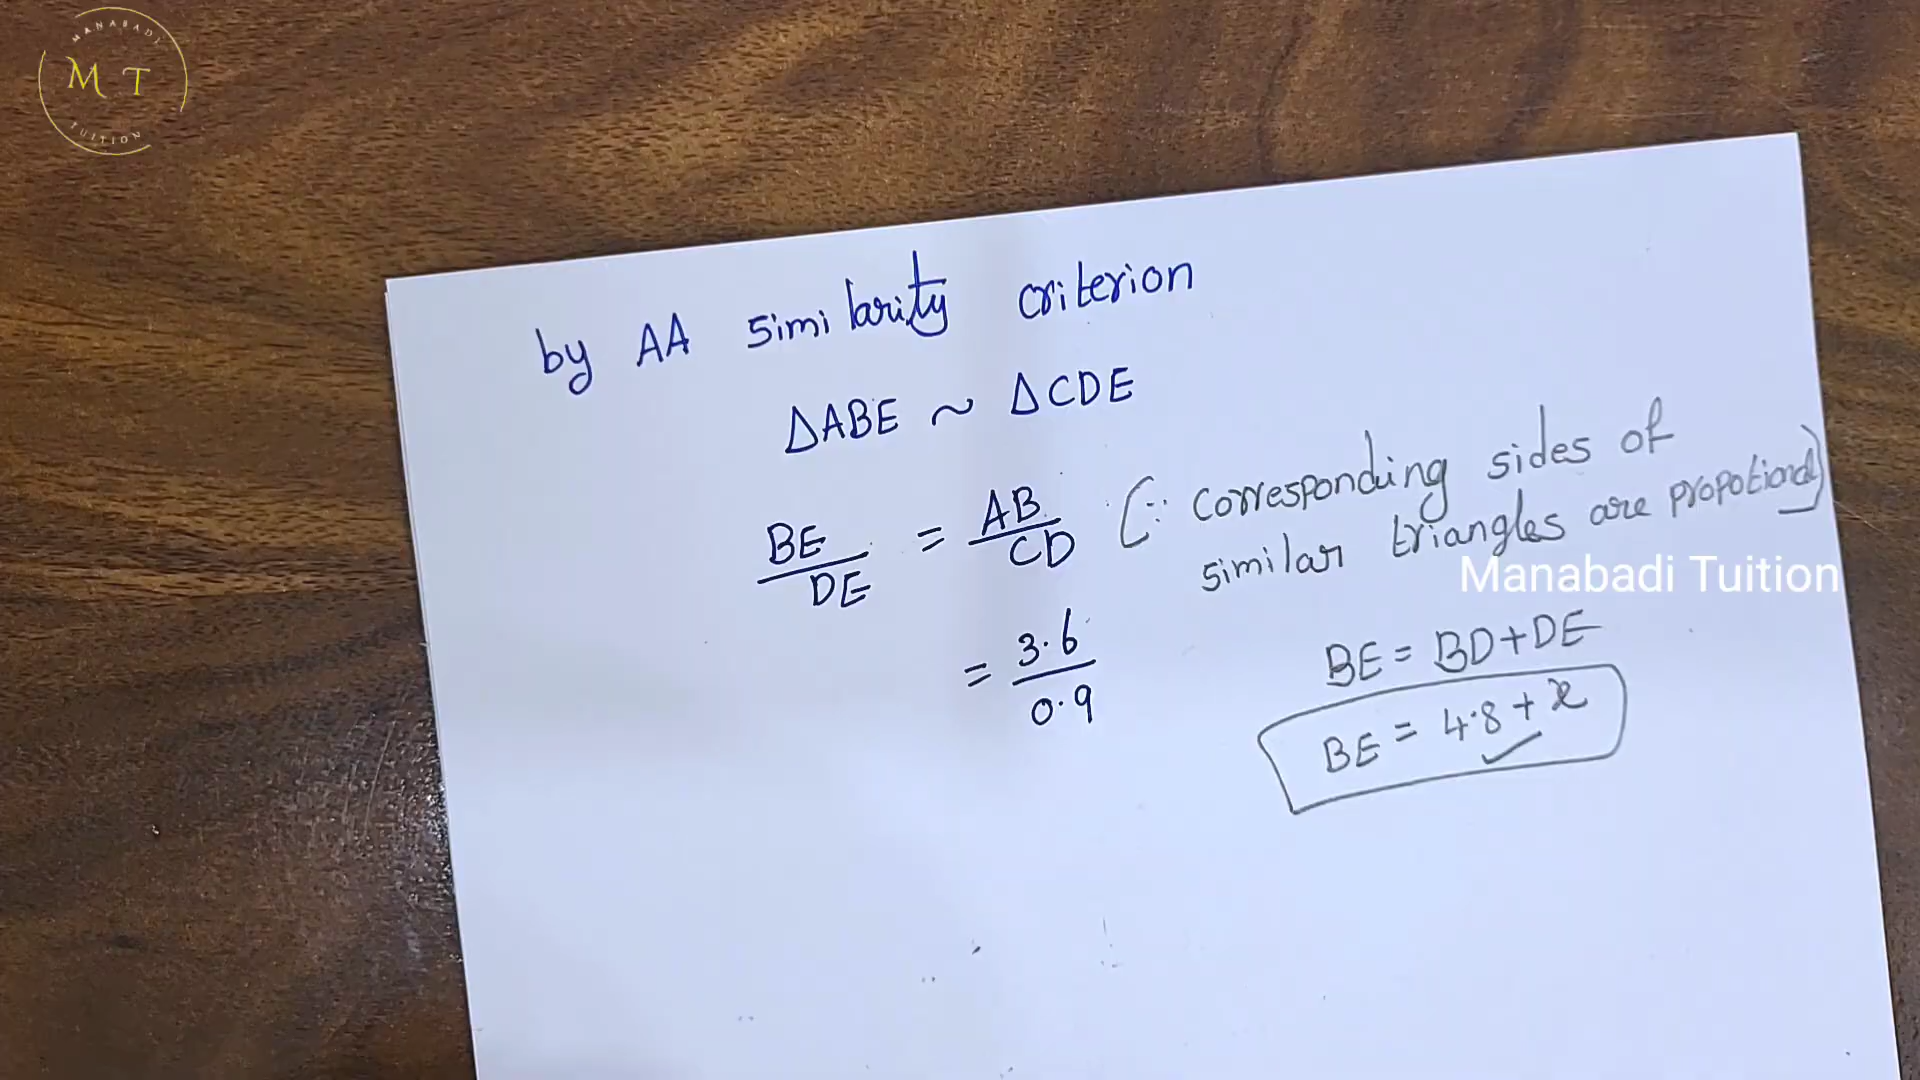 MANABADI
M T
TUITION
by AA similarity criterion
ΔABE ~ ΔCDE
BE/DE = AB/CD (∵ corresponding sides of
similar triangles are propotional)
Manabadi Tuition
= 3.6/0.9
BE = BD+DE
BE = 4.8 + x